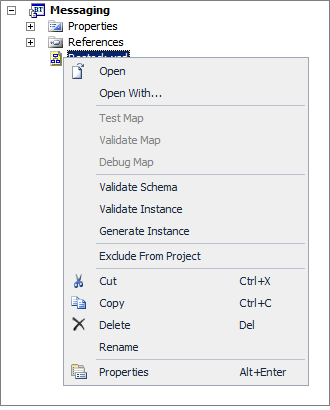 Messaging
Properties
References
Open
Open With...
Test Map
Validate Map
Debug Map
Validate Schema
Validate Instance
Generate Instance
Exclude From Project
Cut Ctrl+X
Copy Ctrl+C
Delete Del
Rename
Properties Alt+Enter